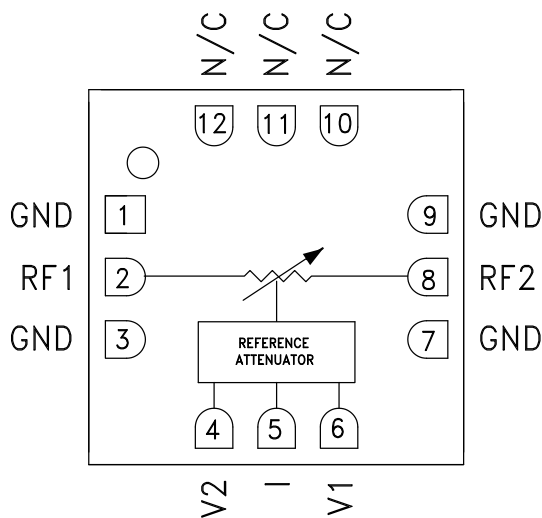 N/C N/C N/C
12 11 10
GND 1 9 GND
RF1 2 8 RF2
GND 3 7 GND
REFERENCE
ATTENUATOR
4 5 6
V2 I V1